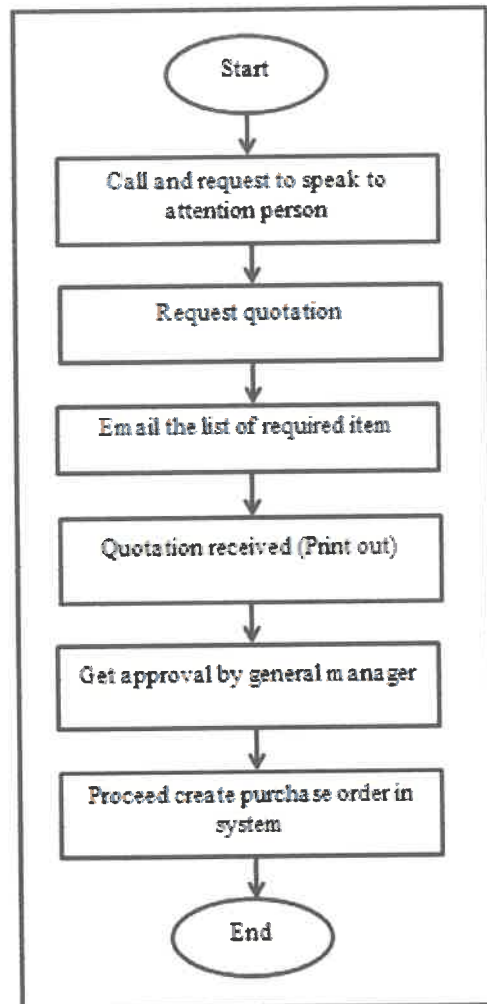 Start
Call and request to speak to
attention person
Request quotation
Email the list of required item
Quotation received (Print out)
Get approval by general manager
Proceed create purchase order in
system
End